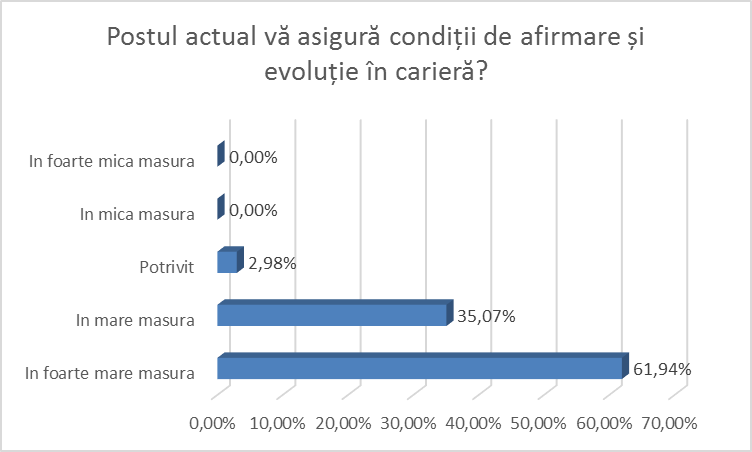 Postul actual vă asigură condiții de afirmare și
evoluție în carieră?
In foarte mica masura
0,00%
In mica masura
0,00%
Potrivit
2,98%
In mare masura
35,07%
In foarte mare masura
61,94%
0,00% 10,00% 20,00% 30,00% 40,00% 50,00% 60,00% 70,00%